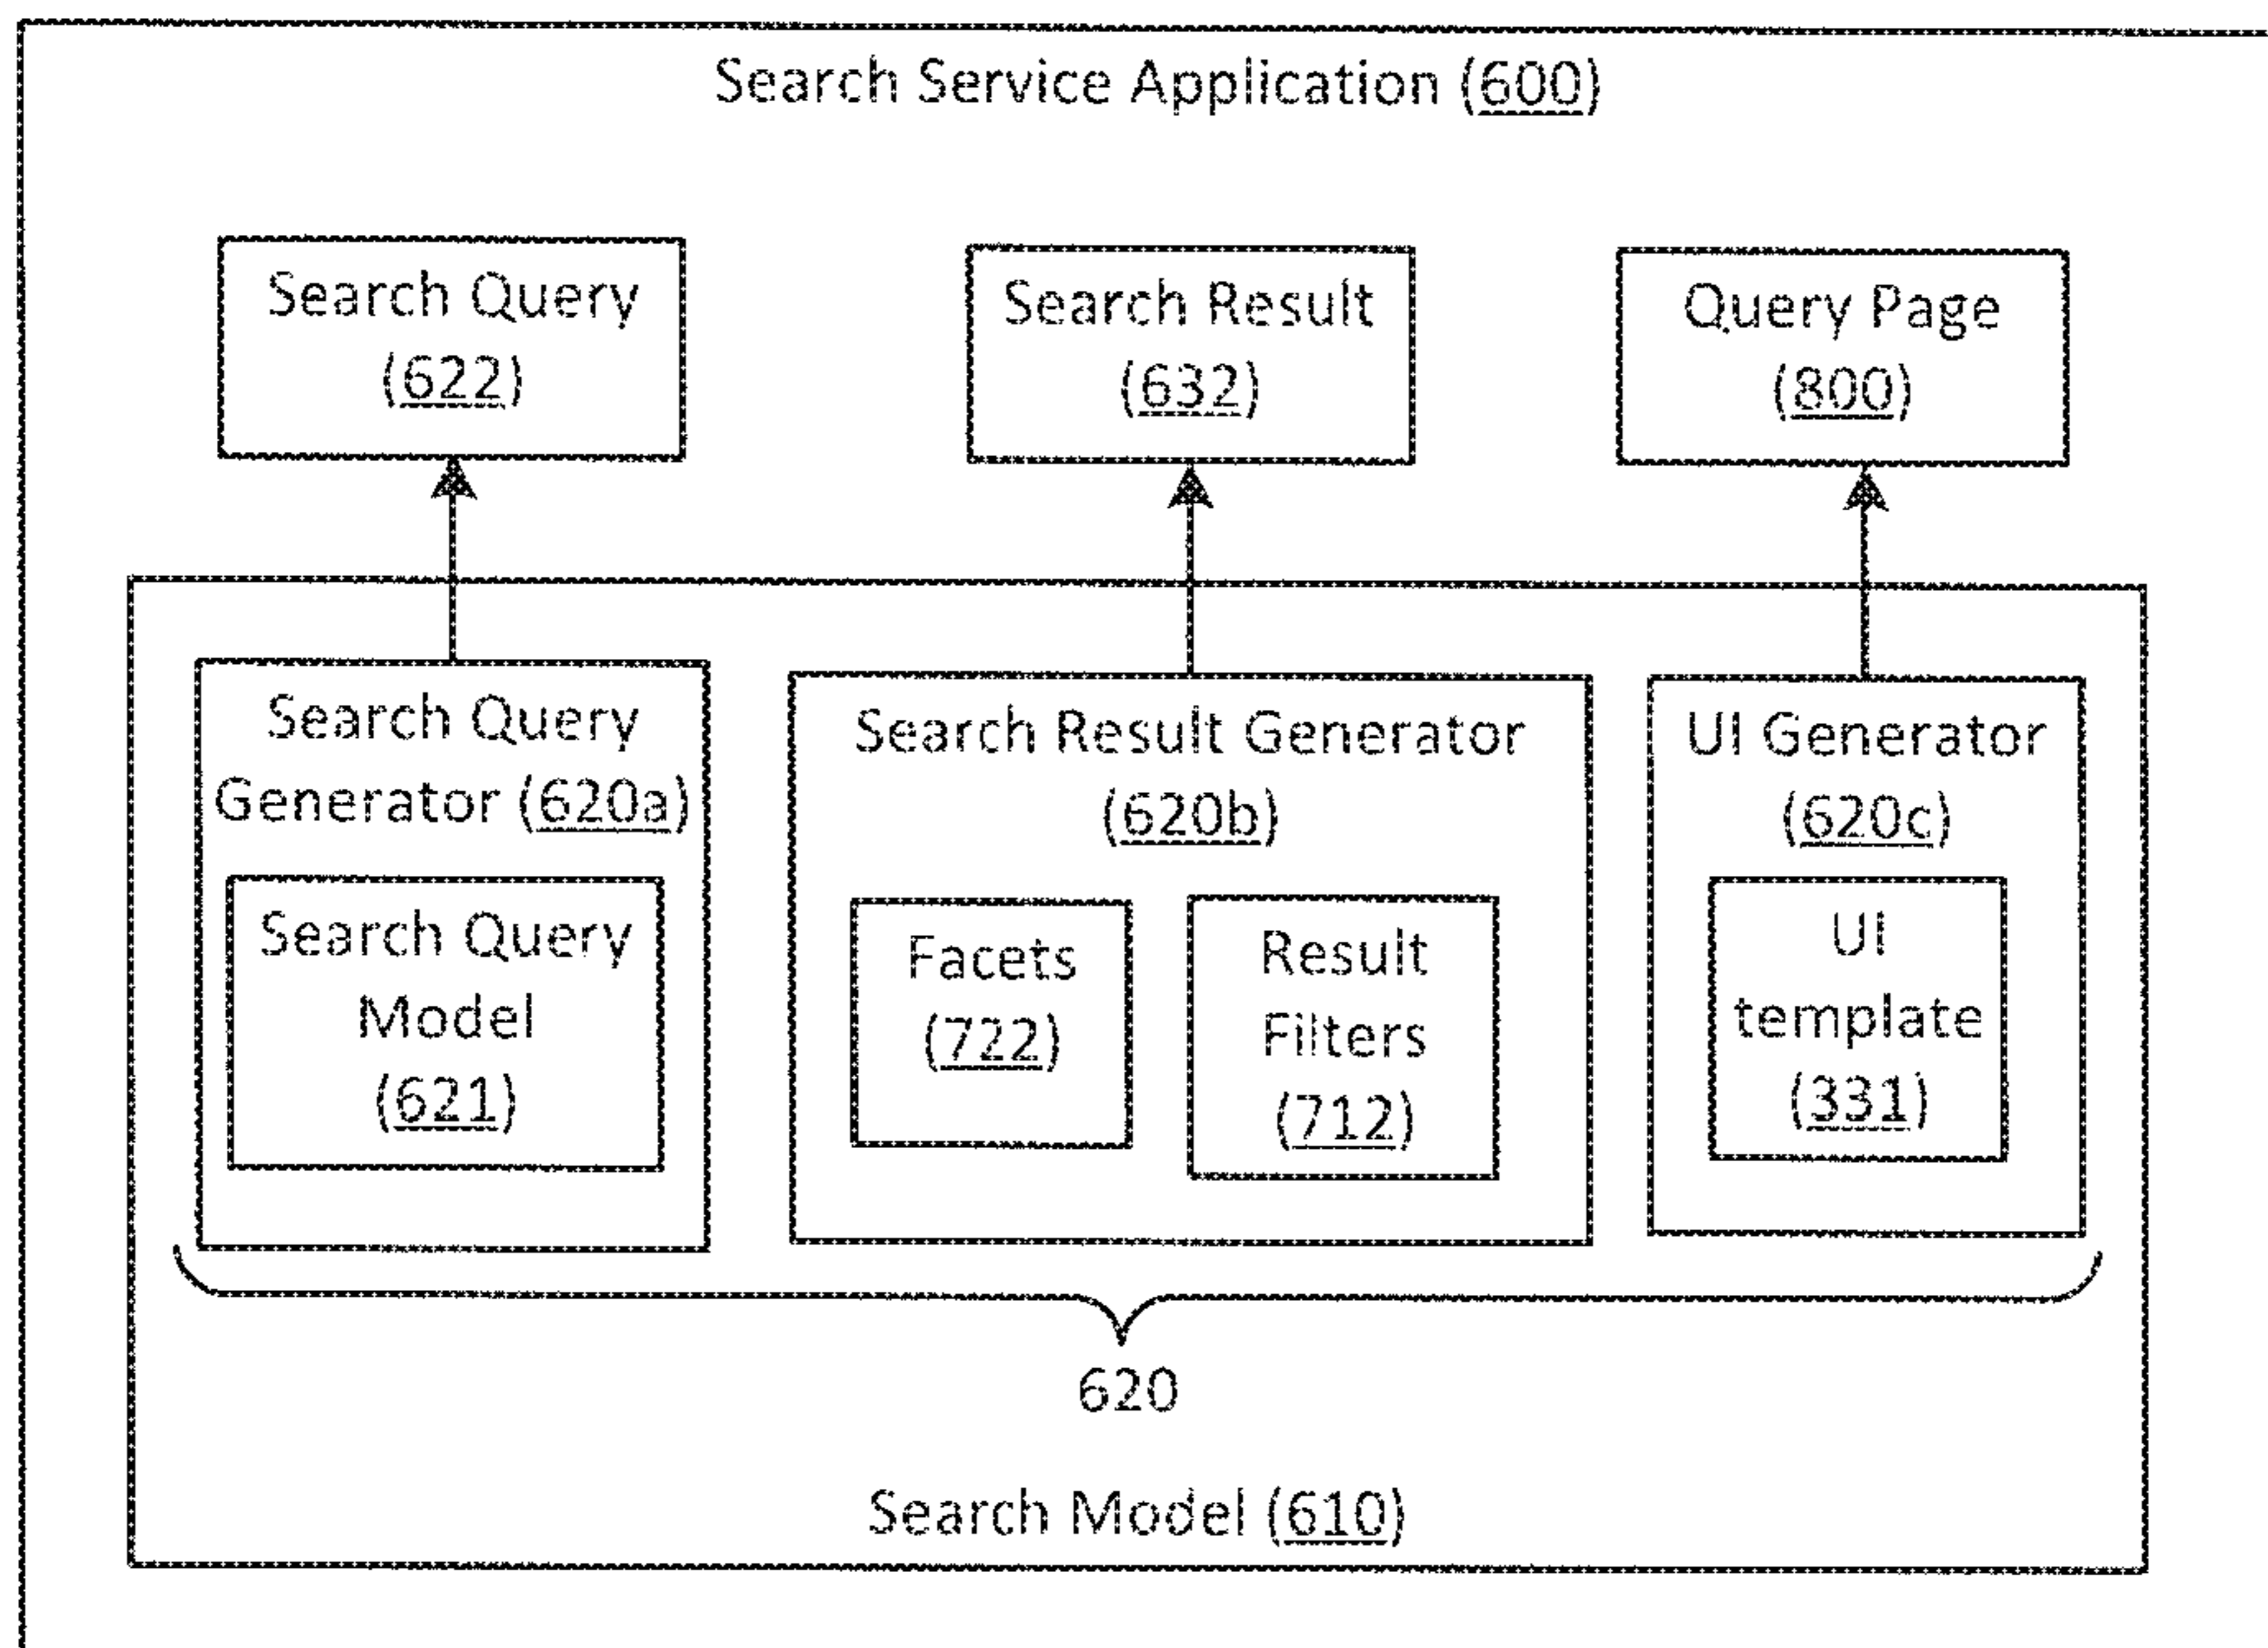 Search Service Application (600)
Search Query
(622)
Search Result
(632)
Query Page
(800)
Search Query
Generator (620a)
Search Query
Model
(621)
Search Result Generator
(620b)
Facets
(722)
Result
Filters
(712)
UI Generator
(620c)
UI
template
(331)
620
Search Model (610)